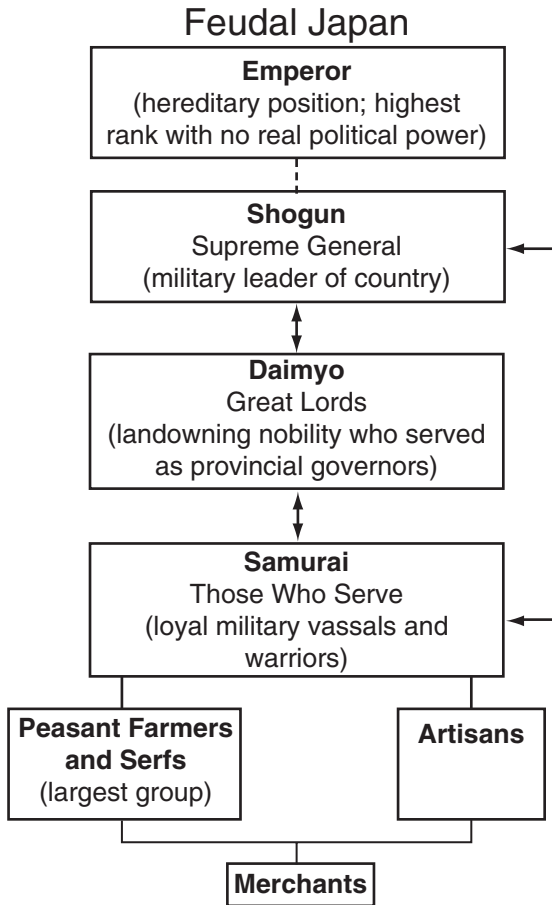 Feudal Japan
Emperor
(hereditary position; highest
rank with no real political power)
Shogun
Supreme General
(military leader of country)
Daimyo
Great Lords
(landowning nobility who served
as provincial governors)
Samurai
Those Who Serve
(loyal military vassals and
warriors)
Peasant Farmers
and Serfs
(largest group)
Artisans
Merchants